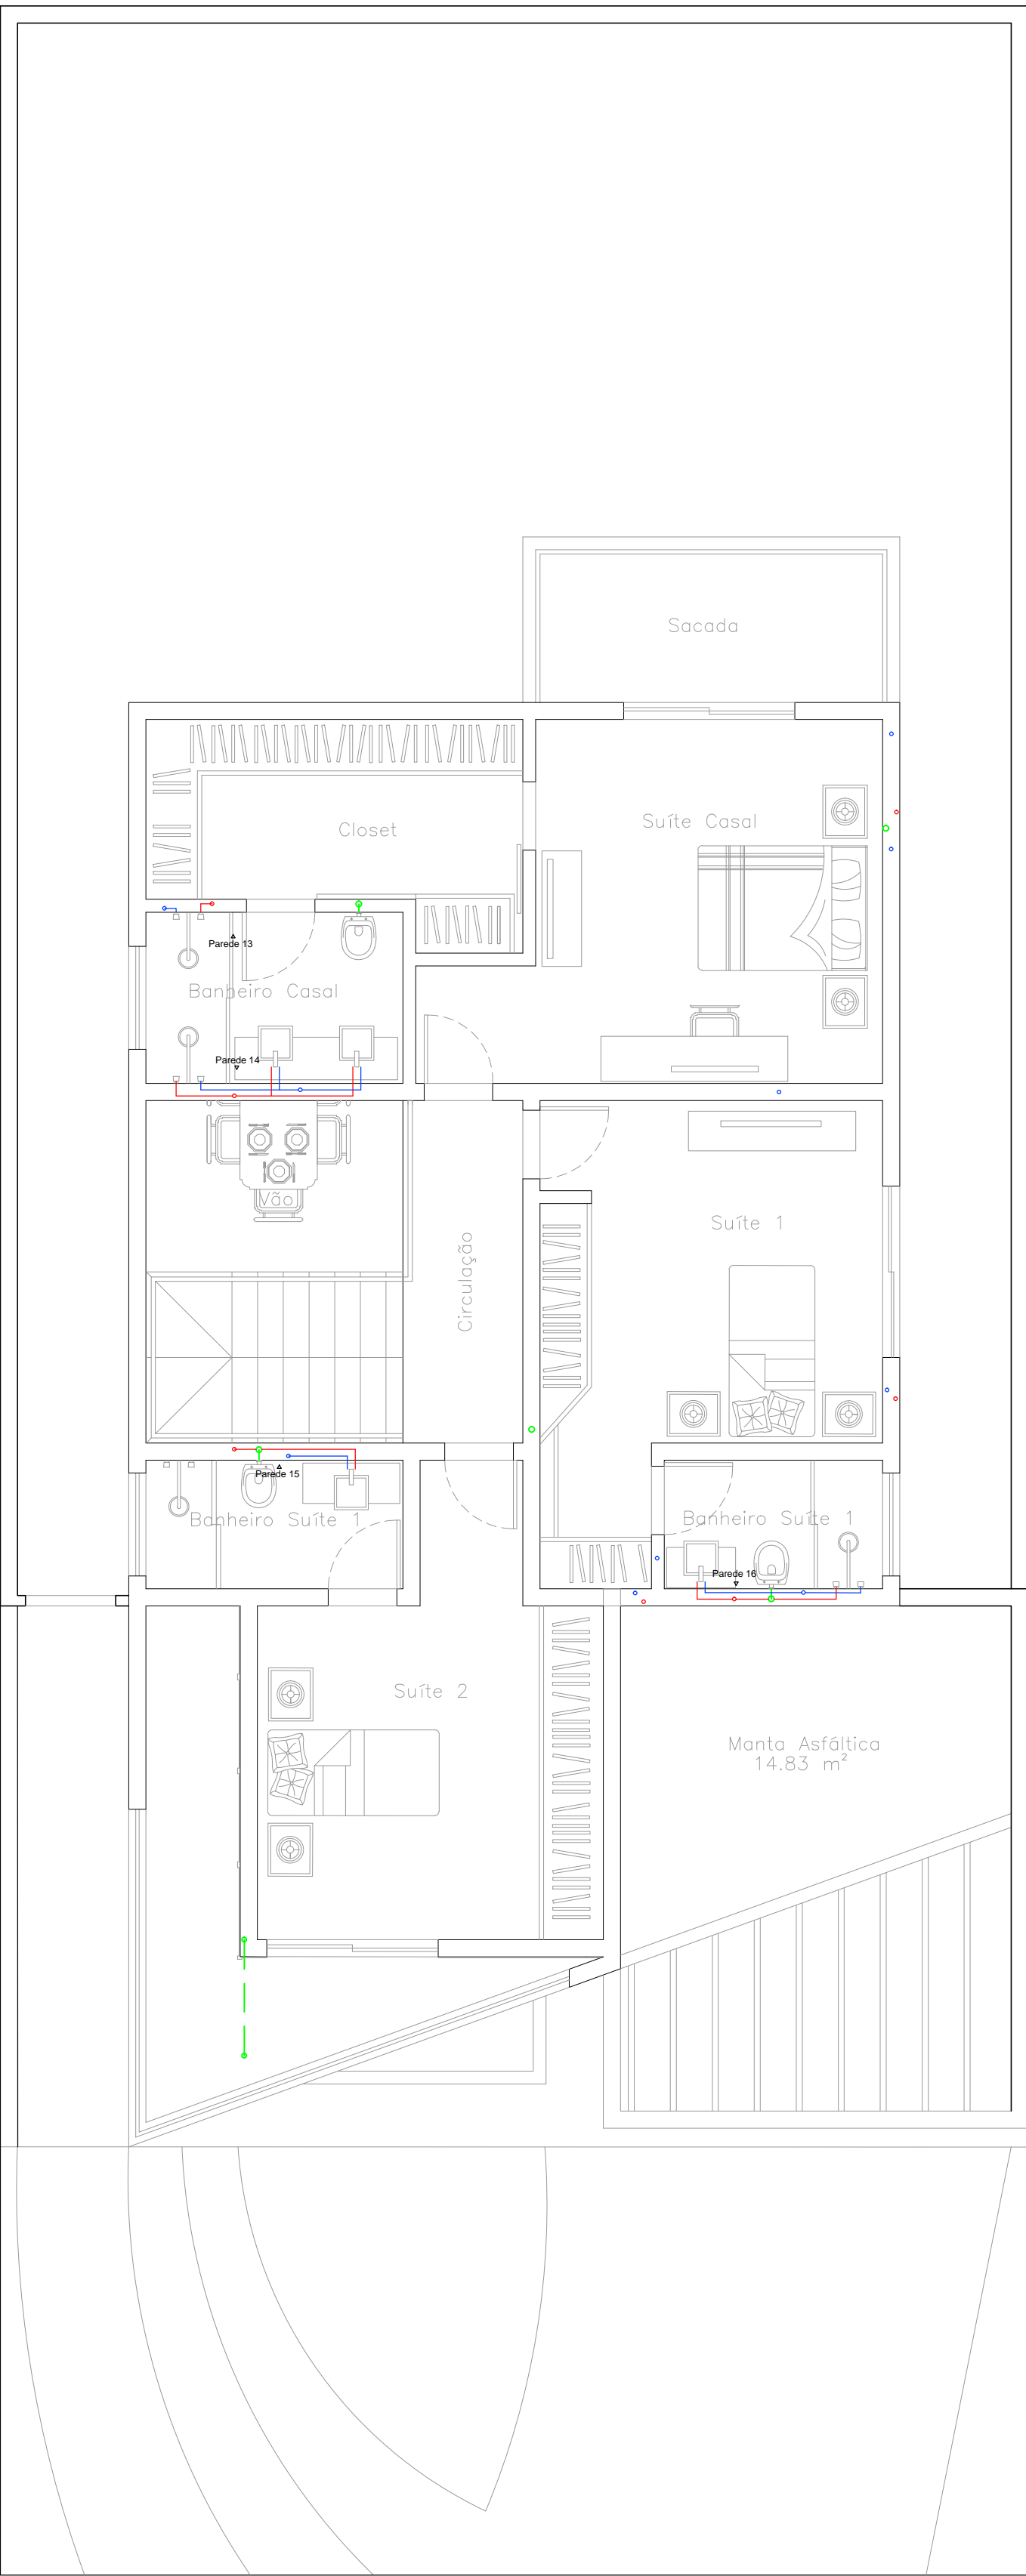 Sacada
Suíte Casal
Closet
Parede 13
Banheiro Casal
Parede 14
Vão
Suíte 1
Circulação
Parede 15
Banheiro Suíte 1
Banheiro Suíte 1
Parede 16
Suíte 2
Manta Asfáltica
14.83 m²